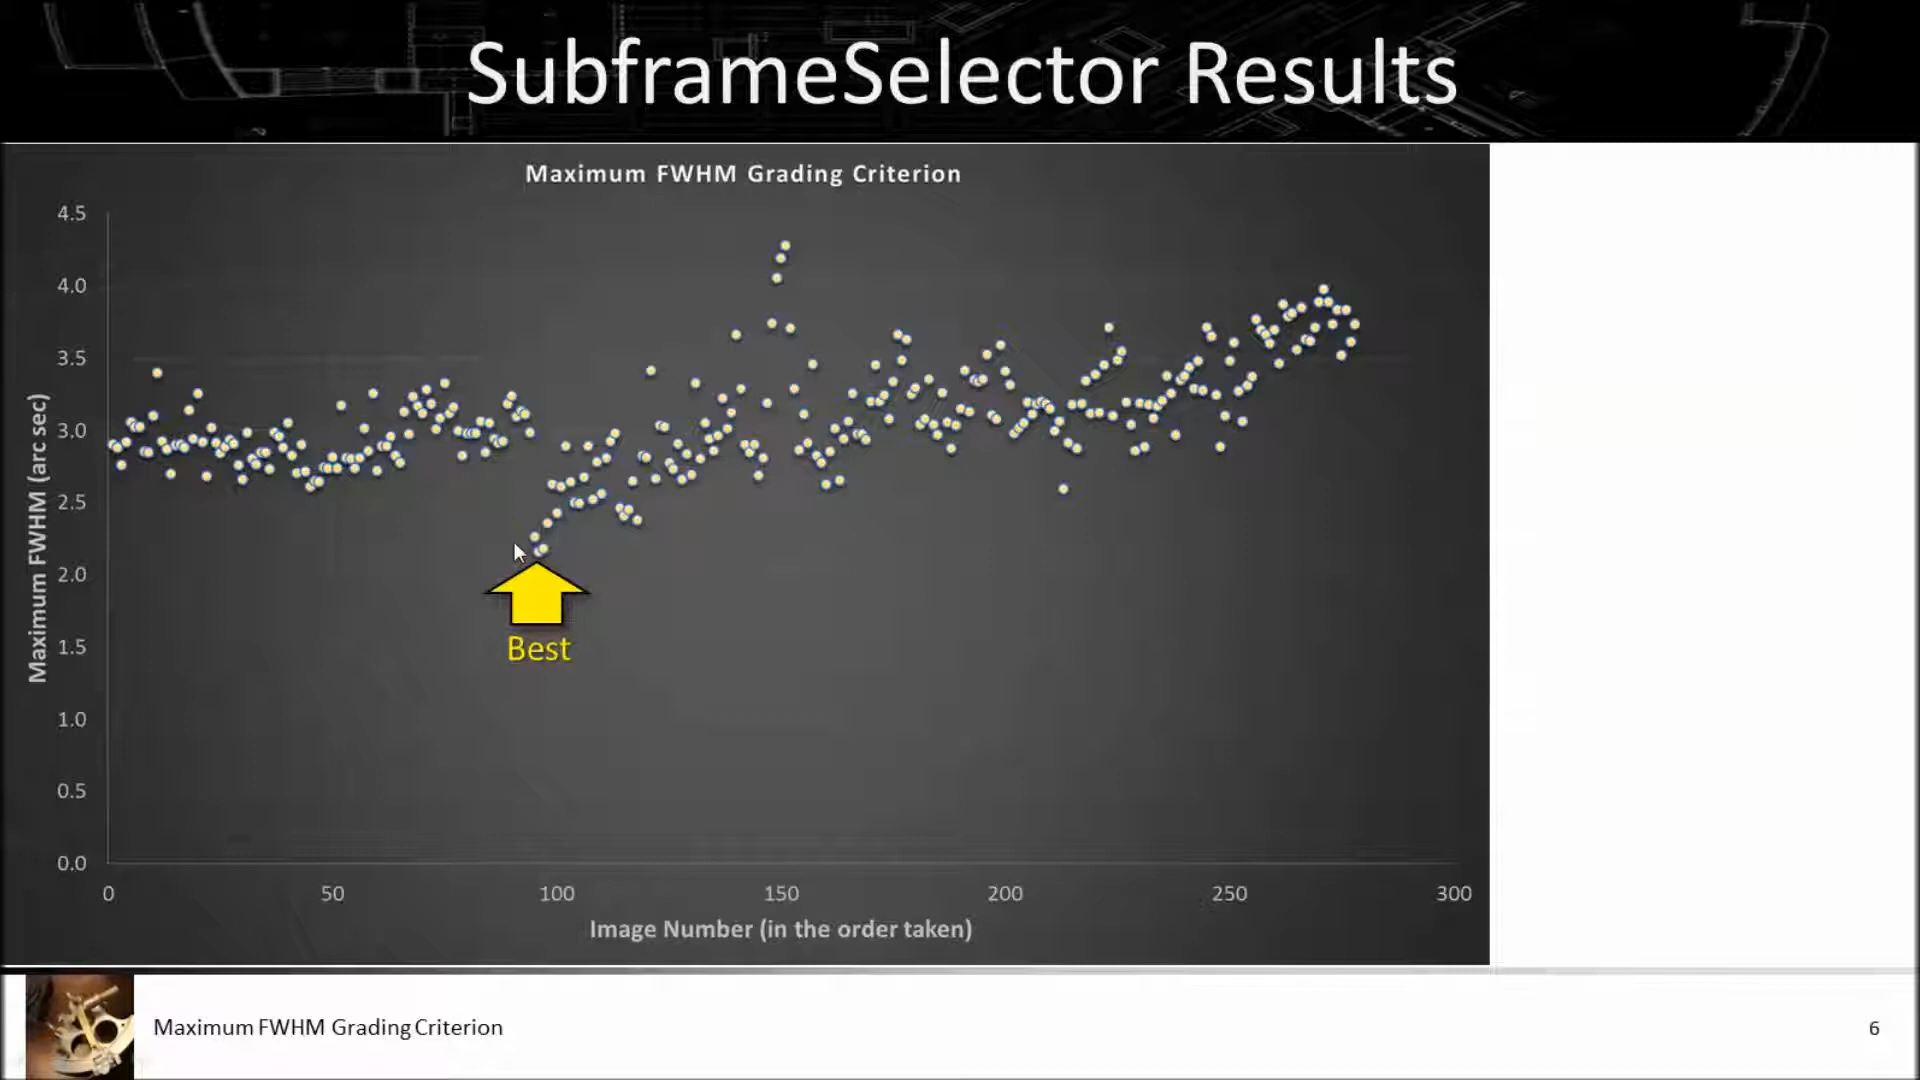 SubframeSelector Results
Maximum FWHM Grading Criterion
4.5
4.0
3.5
3.0
2.5
2.0
1.5
1.0
0.5
0.0
Maximum FWHM (arc sec)
Best
0 50 100 150 200 250 300
Image Number (in the order taken)
Maximum FWHM Grading Criterion
6